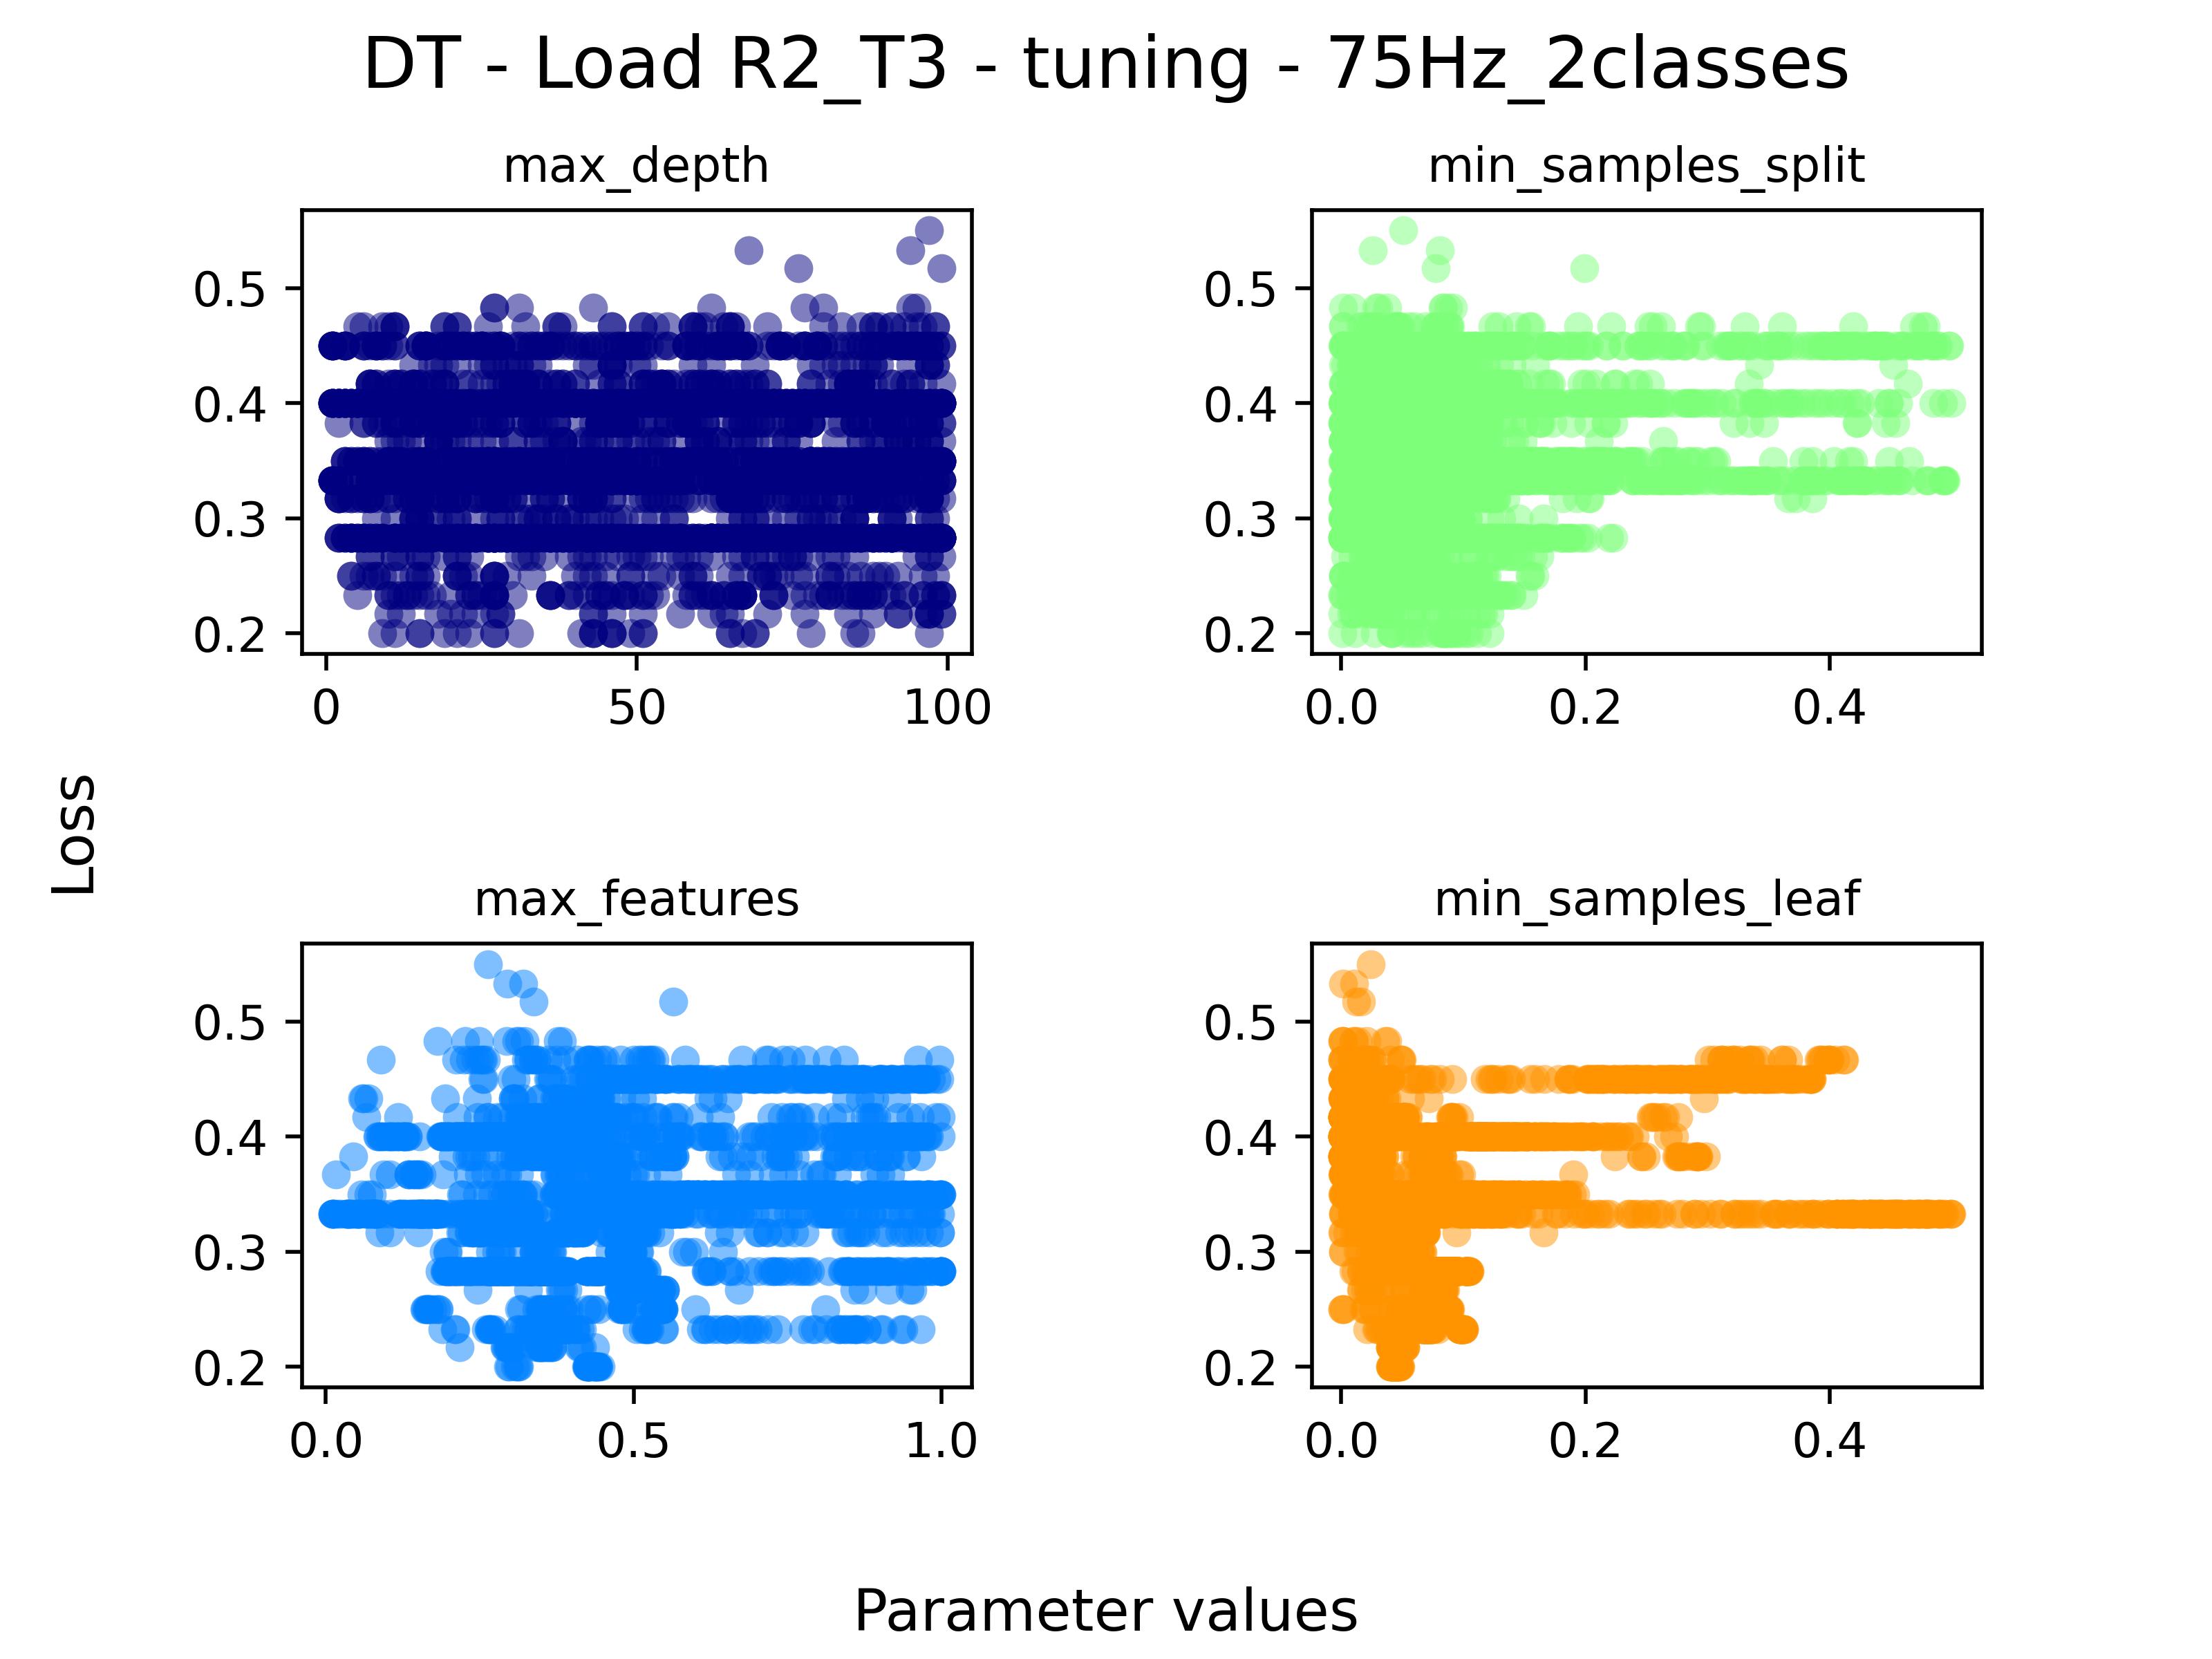 DT - Load R2_T3 - tuning - 75Hz_2classes
max_depth
min_samples_split
0.5
0.4
0.3
0.2
0 50 100
0.5
0.4
0.3
0.2
0.0 0.2 0.4
Loss
max_features
min_samples_leaf
0.5
0.4
0.3
0.2
0.0 0.5 1.0
0.5
0.4
0.3
0.2
0.0 0.2 0.4
Parameter values